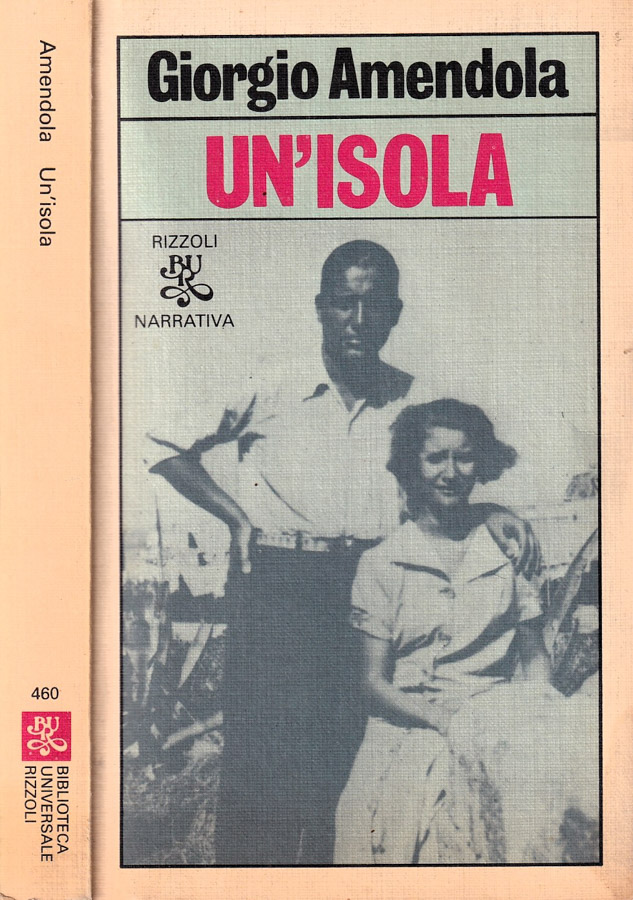 Amendola Un'isola
460
BUR
BIBLIOTECA
UNIVERSALE
RIZZOLI
Giorgio Amendola
UN'ISOLA
RIZZOLI
BUR
NARRATIVA